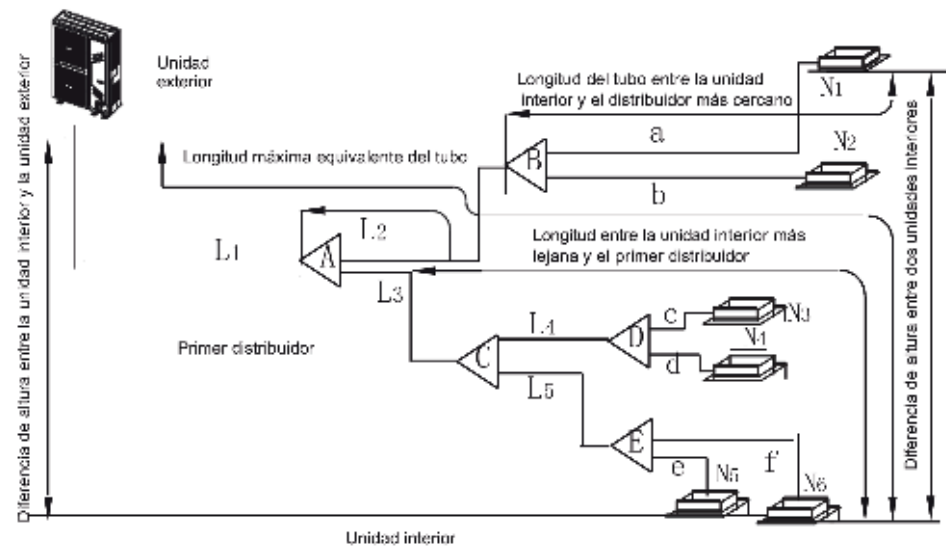 Unidad
exterior
Longitud del tubo entre la unidad
interior y el distribuidor más cercano
N1
a
B
N2
Longitud máxima equivalente del tubo
b
L1
L2
A
Longitud entre la unidad interior más
lejana y el primer distribuidor
L3
c
N3
L4
D
N4
Primer distribuidor
C
d
L5
E
e
f
N5
N6
Unidad interior
Diferencia de altura entre la unidad interior y la unidad exterior
Diferencia de altura entre dos unidades interiores